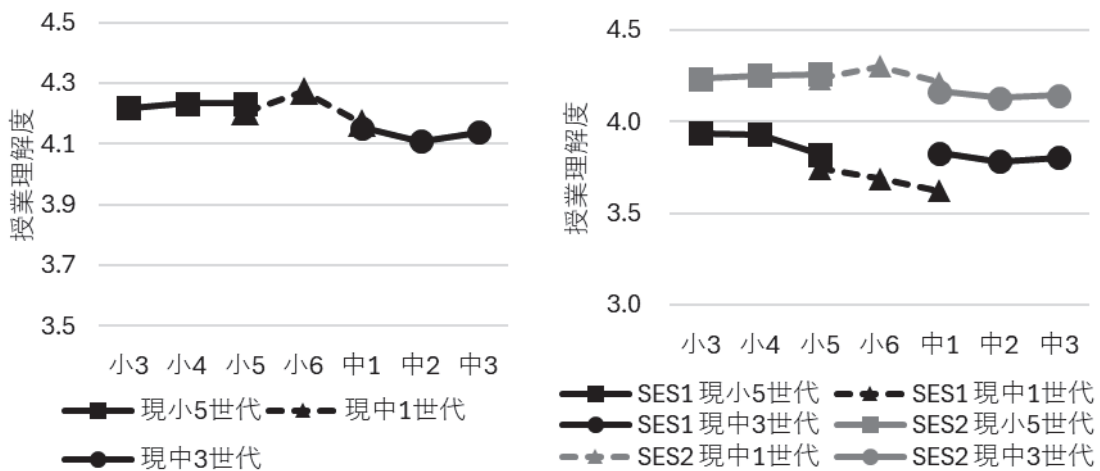 授業理解度
4.5
4.3
4.1
3.9
3.7
3.5
小3 小4 小5 小6 中1 中2 中3
現小5世代 現中1世代
現中3世代
授業理解度
4.5
4.0
3.5
3.0
小3 小4 小5 小6 中1 中2 中3
SES1 現小5世代 SES1 現中1世代
SES1 現中3世代 SES2 現小5世代
SES2 現中1世代 SES2 現中3世代